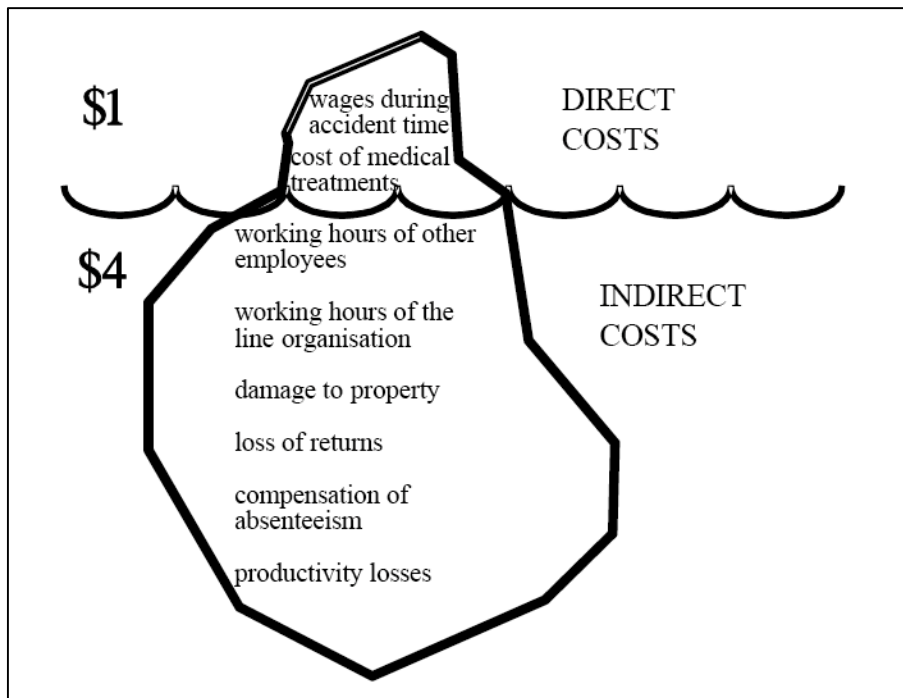 $1
wages during
accident time
cost of medical
treatments
DIRECT
COSTS
$4
working hours of other
employees
working hours of the
line organisation
damage to property
loss of returns
compensation of
absenteeism
productivity losses
INDIRECT
COSTS